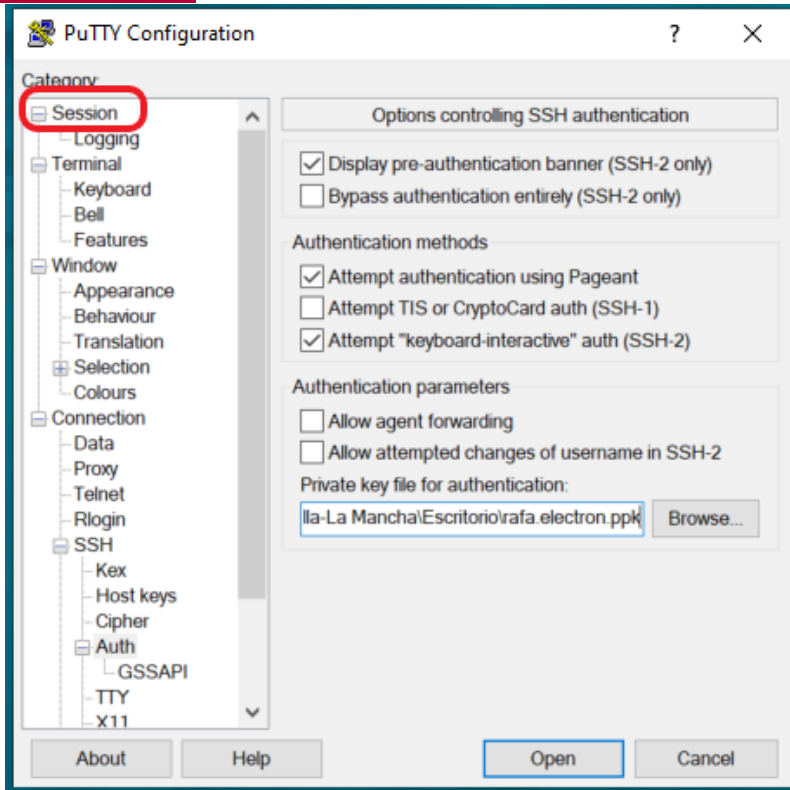 PuTTY Configuration
?
Category:
Session
Logging
Terminal
Keyboard
Bell
Features
Window
Appearance
Behaviour
Translation
Selection
Colours
Connection
Data
Proxy
Telnet
Rlogin
SSH
Kex
Host keys
Cipher
Auth
GSSAPI
TTY
X11
Options controlling SSH authentication
Display pre-authentication banner (SSH-2 only)
Bypass authentication entirely (SSH-2 only)
Authentication methods
Attempt authentication using Pageant
Attempt TIS or CryptoCard auth (SSH-1)
Attempt "keyboard-interactive" auth (SSH-2)
Authentication parameters
Allow agent forwarding
Allow attempted changes of username in SSH-2
Private key file for authentication:
lla-La Mancha\Escritorio\rafa.electron.ppk Browse...
About Help Open Cancel